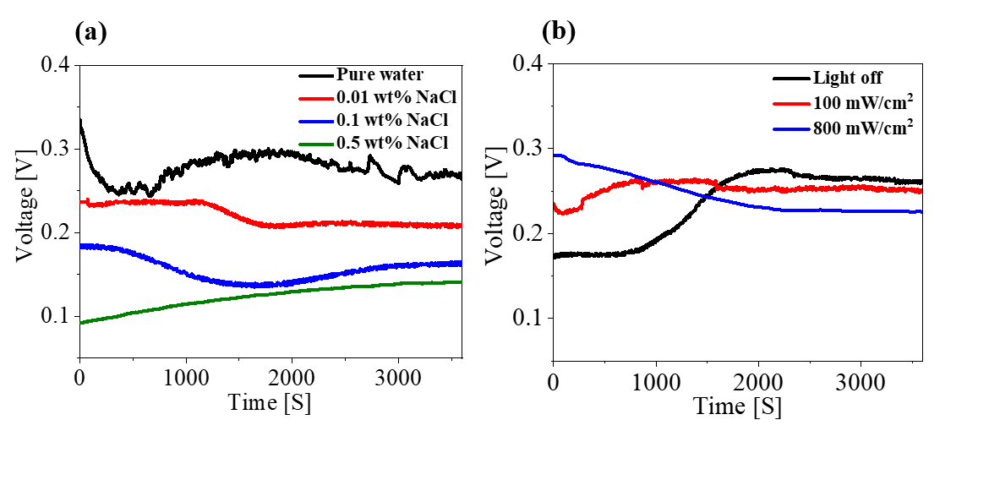 (a)
Pure water
0.01 wt% NaCl
0.1 wt% NaCl
0.5 wt% NaCl
Voltage [V]
0.4
0.3
0.2
0.1
0
1000
2000
3000
Time [S]
(b)
Light off
100 mW/cm²
800 mW/cm²
Voltage [V]
0.4
0.3
0.2
0.1
0
1000
2000
3000
Time [S]